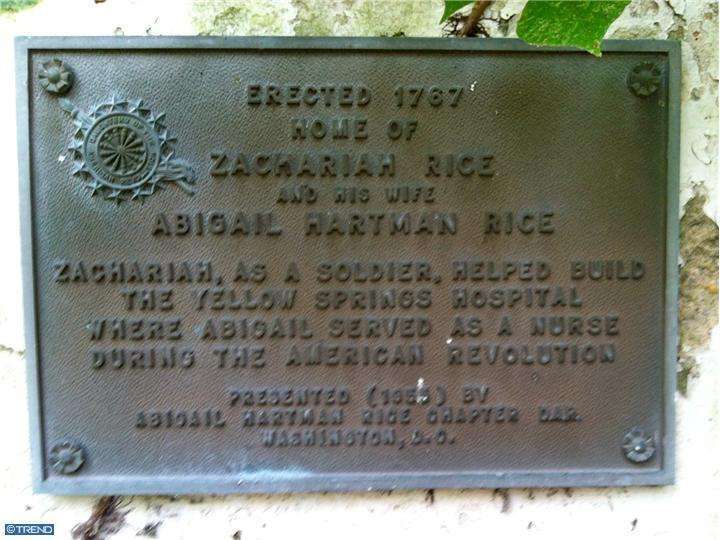 ERECTED 1767
HOME OF
ZACHARIAH RICE
AND HIS WIFE
ABIGAIL HARTMAN RICE
ZACHARIAH, AS A SOLDIER, HELPED BUILD
THE YELLOW SPRINGS HOSPITAL
WHERE ABIGAIL SERVED AS A NURSE
DURING THE AMERICAN REVOLUTION
PRESENTED BY
ABIGAIL HARTMAN RICE CHAPTER DAR.
WASHINGTON, D.C.
©TREND